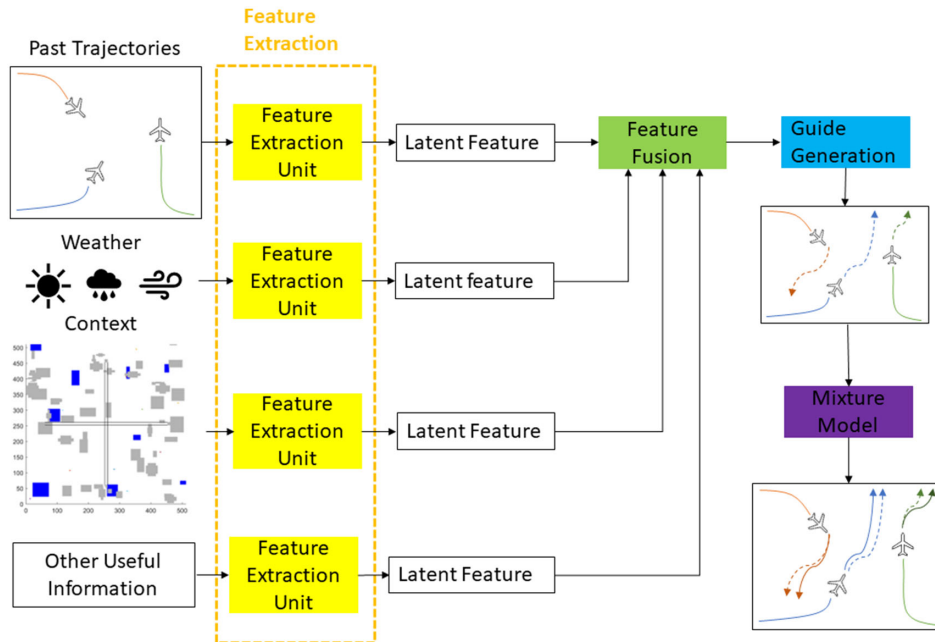 Feature
Extraction
Past Trajectories
Feature
Extraction
Unit
Latent Feature
Feature
Fusion
Guide
Generation
Weather
Feature
Extraction
Unit
Latent feature
Context
500
450
400
350
300
250
200
150
100
50
0
0 100 200 300 400 500
Feature
Extraction
Unit
Latent Feature
Mixture
Model
Other Useful
Information
Feature
Extraction
Unit
Latent Feature